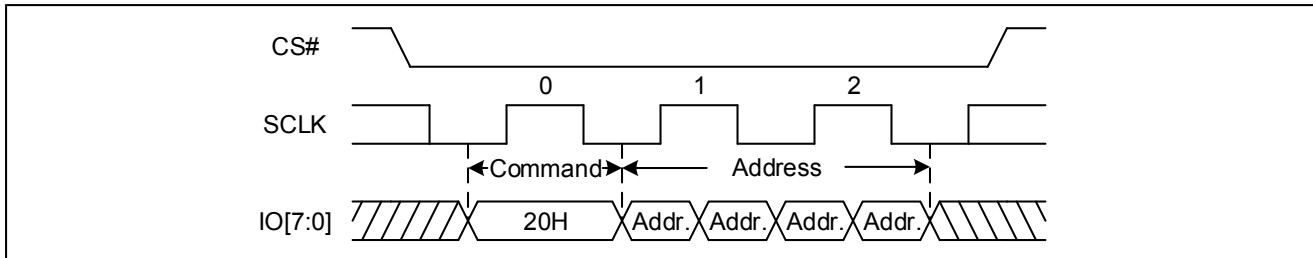 CS#
0 1 2
SCLK
Command Address
IO[7:0] 20H Addr. Addr. Addr. Addr.